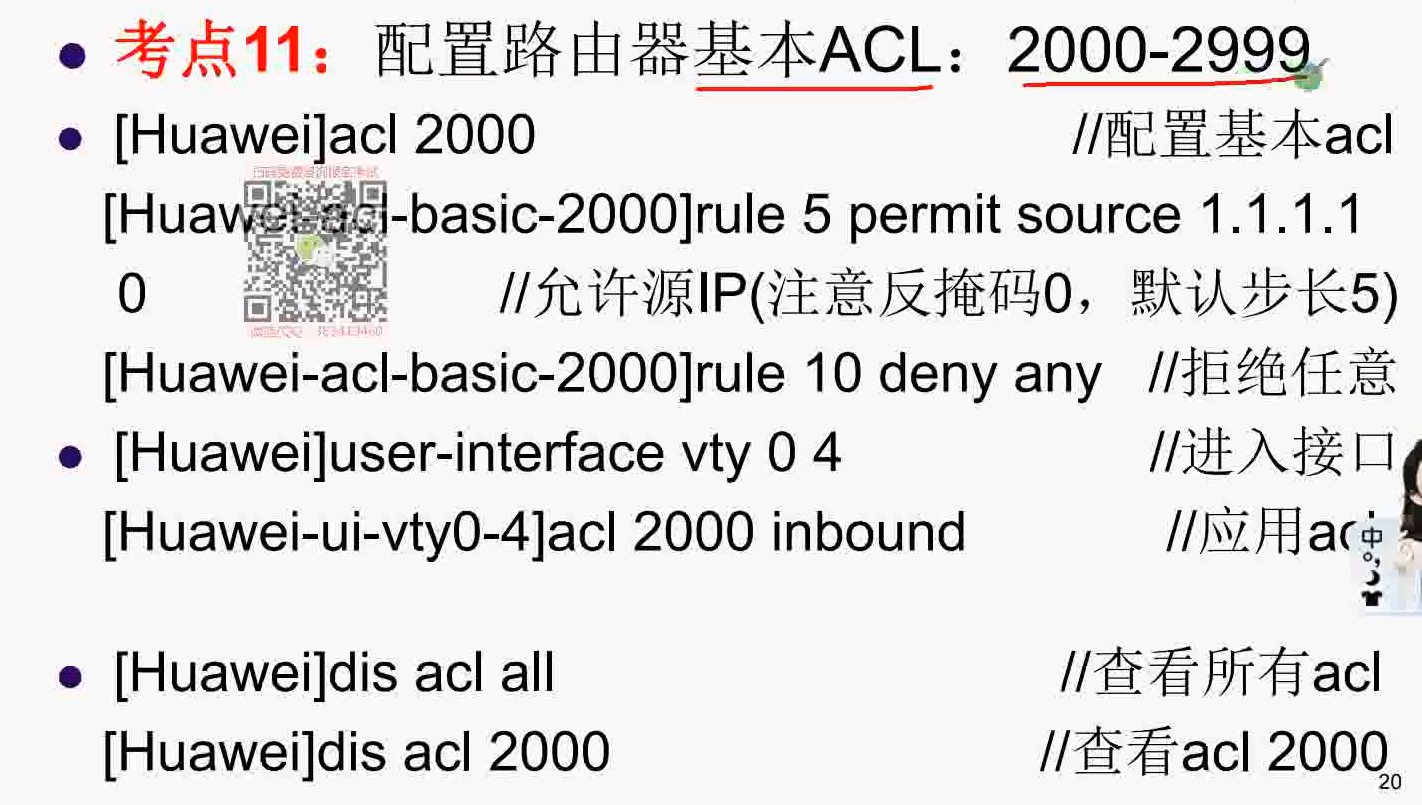 考点11：配置路由器基本ACL：2000-2999
[Huawei]acl 2000 //配置基本acl
[Huawei-acl-basic-2000]rule 5 permit source 1.1.1.1
0 //允许源IP(注意反掩码0，默认步长5)
[Huawei-acl-basic-2000]rule 10 deny any //拒绝任意
[Huawei]user-interface vty 0 4 //进入接口
[Huawei-ui-vty0-4]acl 2000 inbound //应用acl
中
[Huawei]dis acl all //查看所有acl
[Huawei]dis acl 2000 //查看acl 2000
20